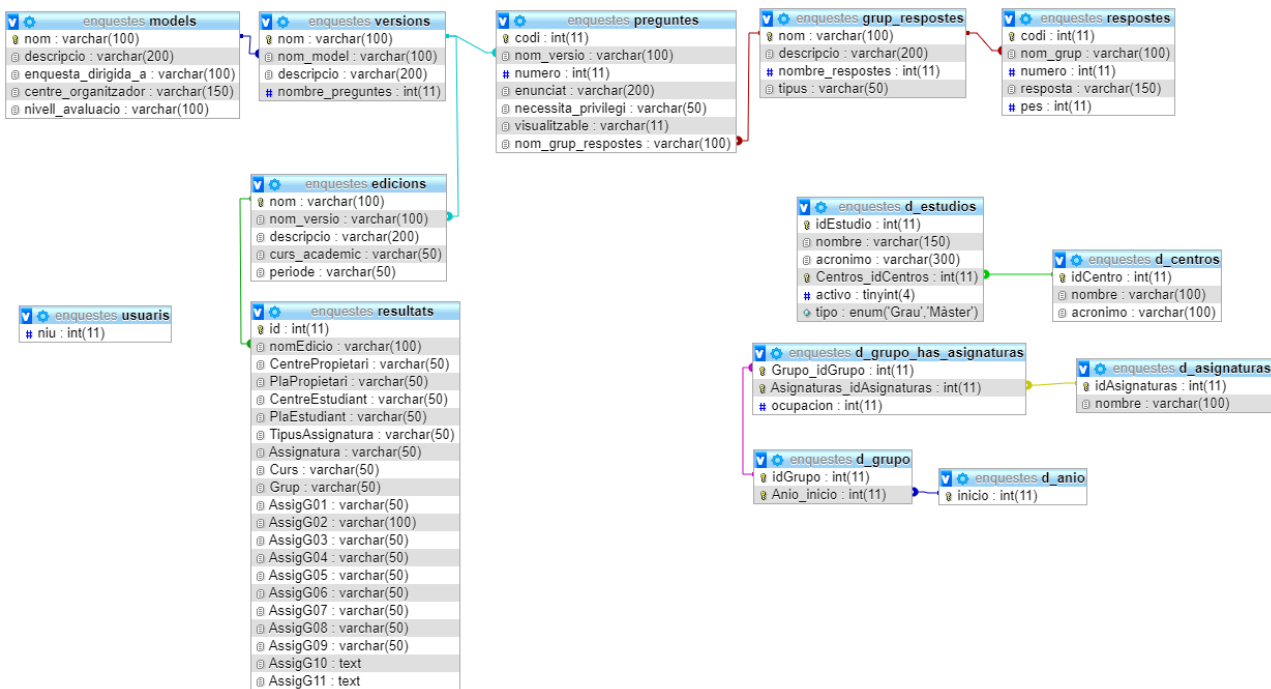 enquestes models
nom : varchar(100)
descripcio : varchar(200)
enquesta_dirigida_a : varchar(100)
centre_organitzador : varchar(150)
nivell_avaluacio : varchar(100)
enquestes versions
nom : varchar(100)
nom_model : varchar(100)
descripcio : varchar(200)
nombre_preguntes : int(11)
enquestes preguntes
codi : int(11)
nom_versio : varchar(100)
numero : int(11)
enunciat : varchar(200)
necessita_privilegi : varchar(50)
visualitzable : varchar(11)
nom_grup_respostes : varchar(100)
enquestes grup_respostes
nom : varchar(100)
descripcio : varchar(200)
nombre_respostes : int(11)
tipus : varchar(50)
enquestes respostes
codi : int(11)
nom_grup : varchar(100)
numero : int(11)
resposta : varchar(150)
pes : int(11)
enquestes edicions
nom : varchar(100)
nom_versio : varchar(100)
descripcio : varchar(200)
curs_academic : varchar(50)
periode : varchar(50)
enquestes d_estudios
idEstudio : int(11)
nombre : varchar(150)
acronimo : varchar(300)
Centros_idCentros : int(11)
activo : tinyint(4)
tipo : enum('Grau','Màster')
enquestes d_centros
idCentro : int(11)
nombre : varchar(100)
acronimo : varchar(100)
enquestes usuaris
niu : int(11)
enquestes resultats
id : int(11)
nomEdicio : varchar(100)
CentrePropietari : varchar(50)
PlaPropietari : varchar(50)
CentreEstudiant : varchar(50)
PlaEstudiant : varchar(50)
TipusAssignatura : varchar(50)
Assignatura : varchar(50)
Curs : varchar(50)
Grup : varchar(50)
AssigG01 : varchar(50)
AssigG02 : varchar(100)
AssigG03 : varchar(50)
AssigG04 : varchar(50)
AssigG05 : varchar(50)
AssigG06 : varchar(50)
AssigG07 : varchar(50)
AssigG08 : varchar(50)
AssigG09 : varchar(50)
AssigG10 : text
AssigG11 : text
enquestes d_grupo_has_asignaturas
Grupo_idGrupo : int(11)
Asignaturas_idAsignaturas : int(11)
ocupacion : int(11)
enquestes d_asignaturas
idAsignaturas : int(11)
nombre : varchar(100)
enquestes d_grupo
idGrupo : int(11)
Anio_inicio : int(11)
enquestes d_anio
inicio : int(11)